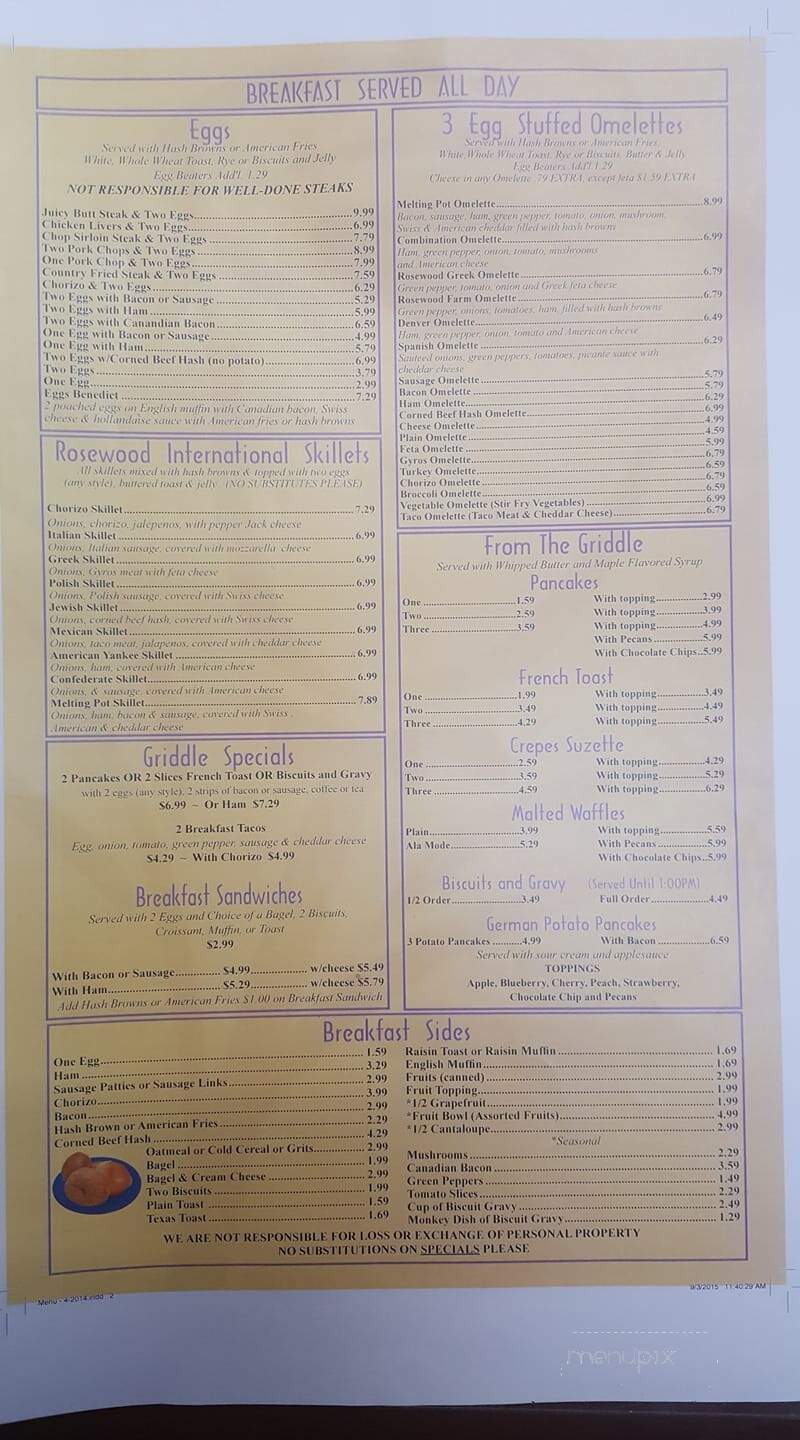 BREAKFAST SERVED ALL DAY
Eggs
Served with Hash Browns or American Fries
White, Whole Wheat Toast, Rye or Biscuits and Jelly
Egg Beaters Add'l. 1.29
NOT RESPONSIBLE FOR WELL-DONE STEAKS
Juicy Butt Steak & Two Eggs 9.99
Chicken Livers & Two Eggs 6.99
Chop Sirloin Steak & Two Eggs 7.79
Two Pork Chops & Two Eggs 8.99
One Pork Chop & Two Eggs 7.99
Country Fried Steak & Two Eggs 7.59
Chorizo & Two Eggs 6.29
Two Eggs with Bacon or Sausage 5.29
Two Eggs with Ham 5.99
Two Eggs with Canandian Bacon 6.59
One Egg with Bacon or Sausage 4.99
One Egg with Ham 5.79
Two Eggs w/Corned Beef Hash (no potato) 6.99
Two Eggs 3.79
One Egg 2.99
Eggs Benedict 7.29
2 poached eggs on English muffin with Canadian bacon, Swiss
cheese & hollandaise sauce with American fries or hash browns
Rosewood International Skillets
All skillets mixed with hash browns & topped with two eggs
(any style), buttered toast & jelly (NO SUBSTITUTES PLEASE)
Chorizo Skillet 7.29
Onions, chorizo, jalepenos, with pepper Jack cheese
Italian Skillet 6.99
Onions, Italian sausage, covered with mozzarella cheese
Greek Skillet 6.99
Onions, Gyros meat with feta cheese
Polish Skillet 6.99
Onions, Polish sausage, covered with Swiss cheese
Jewish Skillet 6.99
Onions, corned beef hash, covered with Swiss cheese
Mexican Skillet 6.99
Onions, taco meat, jalapenos, covered with cheddar cheese
American Yankee Skillet 6.99
Onions, ham, covered with American cheese
Confederate Skillet 6.99
Onions, & sausage, covered with American cheese
Melting Pot Skillet 7.89
Onions, ham, bacon & sausage, covered with Swiss ,
American & cheddar cheese
Griddle Specials
2 Pancakes OR 2 Slices French Toast OR Biscuits and Gravy
with 2 eggs (any style), 2 strips of bacon or sausage, coffee or tea
$6.99 ~ Or Ham $7.29
2 Breakfast Tacos
Egg, onion, tomato, green pepper, sausage & cheddar cheese
$4.29 ~ With Chorizo $4.99
Breakfast Sandwiches
Served with 2 Eggs and Choice of a Bagel, 2 Biscuits,
Croissant, Muffin, or Toast
$2.99
With Bacon or Sausage $4.99 w/cheese $5.49
With Ham $5.29 w/cheese $5.79
Add Hash Browns or American Fries $1.00 on Breakfast Sandwich
3 Egg Stuffed Omelettes
Served with Hash Browns or American Fries,
White, Whole Wheat Toast, Rye or Biscuits, Butter & Jelly
Egg Beaters Add'l 1.29
Cheese in any Omelette .79 EXTRA, except feta $1.59 EXTRA
Melting Pot Omelette 8.99
Bacon, sausage, ham, green pepper, tomato, onion, mushroom,
Swiss & American cheddar filled with hash browns
Combination Omelette 6.99
Ham, green pepper, onion, tomato, mushrooms
and American cheese
Rosewood Greek Omelette 6.79
Green pepper, tomato, onion and Greek feta cheese
Rosewood Farm Omelette 6.79
Green pepper, onions, tomatoes, ham, filled with hash browns
Denver Omelette 6.49
Ham, green pepper, onion, tomato and American cheese
Spanish Omelette 6.29
Sauteed onions, green peppers, tomatoes, picante sauce with
cheddar cheese
Sausage Omelette 5.79
Bacon Omelette 5.79
Ham Omelette 6.29
Corned Beef Hash Omelette 6.99
Cheese Omelette 4.99
Plain Omelette 4.59
Feta Omelette 5.99
Gyros Omelette 6.79
Turkey Omelette 6.59
Chorizo Omelette 6.79
Broccoli Omelette 6.59
Vegetable Omelette (Stir Fry Vegetables) 6.99
Taco Omelette (Taco Meat & Cheddar Cheese) 6.79
From The Griddle
Served with Whipped Butter and Maple Flavored Syrup
Pancakes
One 1.59 With topping 2.99
Two 2.59 With topping 3.99
Three 3.59 With topping 4.99
With Pecans 5.99
With Chocolate Chips 5.99
French Toast
One 1.99 With topping 3.49
Two 3.49 With topping 4.49
Three 4.29 With topping 5.49
Crepes Suzette
One 2.59 With topping 4.29
Two 3.59 With topping 5.29
Three 4.59 With topping 6.29
Malted Waffles
Plain 3.99 With topping 5.59
Ala Mode 5.29 With Pecans 5.99
With Chocolate Chips 5.99
Biscuits and Gravy (Served Until 1:00PM)
1/2 Order 3.49 Full Order 4.49
German Potato Pancakes
3 Potato Pancakes 4.99 With Bacon 6.59
Served with sour cream and applesauce
TOPPINGS
Apple, Blueberry, Cherry, Peach, Strawberry,
Chocolate Chip and Pecans
Breakfast Sides
One Egg 1.59
Ham 3.29
Sausage Patties or Sausage Links 2.99
Chorizo 3.99
Bacon 2.99
Hash Brown or American Fries 2.29
Corned Beef Hash 4.29
Oatmeal or Cold Cereal or Grits 2.99
Bagel 1.99
Bagel & Cream Cheese 2.99
Two Biscuits 1.99
Plain Toast 1.59
Texas Toast 1.69
Raisin Toast or Raisin Muffin 1.69
English Muffin 1.69
Fruits (canned) 2.99
Fruit Topping 1.99
*1/2 Grapefruit 1.99
*Fruit Bowl (Assorted Fruits) 4.99
*1/2 Cantaloupe 2.99
*Seasonal
Mushrooms 2.29
Canadian Bacon 3.59
Green Peppers 1.49
Tomato Slices 2.29
Cup of Biscuit Gravy 2.49
Monkey Dish of Biscuit Gravy 1.29
WE ARE NOT RESPONSIBLE FOR LOSS OR EXCHANGE OF PERSONAL PROPERTY
NO SUBSTITUTIONS ON SPECIALS PLEASE
Menu - 4-2014.indd 2
9/3/2015 11:40:29 AM
menupix